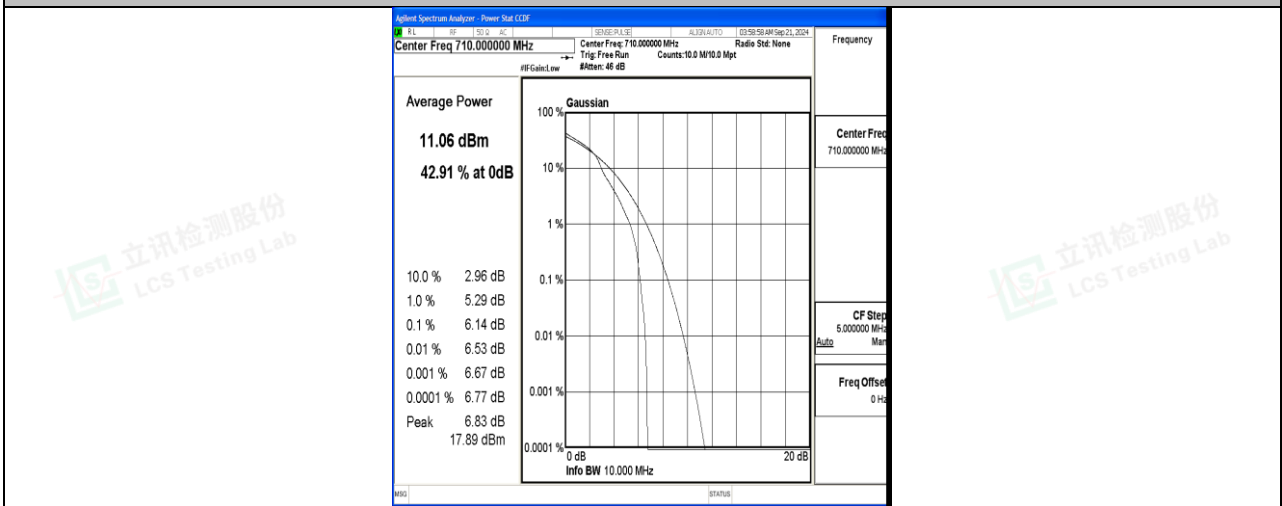 Agilent Spectrum Analyzer - Power Stat CCDF
RL RF 50 Ω AC SENSE:PULSE ALIGN AUTO 03:58:58 AM Sep 21, 2024
Center Freq 710.000000 MHz
Center Freq: 710.000000 MHz Radio Std: None
Trig: Free Run Counts:10.0 M/10.0 Mpt
#IFGain:Low #Atten: 46 dB
Frequency
Average Power
11.06 dBm
42.91 % at 0dB
10.0 % 2.96 dB
1.0 % 5.29 dB
0.1 % 6.14 dB
0.01 % 6.53 dB
0.001 % 6.67 dB
0.0001 % 6.77 dB
Peak 6.83 dB
17.89 dBm
Gaussian
100 %
10 %
1 %
0.1 %
0.01 %
0.001 %
0.0001 %
0 dB 20 dB
Info BW 10.000 MHz
Center Freq
710.000000 MHz
CF Step
5.000000 MHz
Auto Man
Freq Offset
0 Hz
MSG STATUS
立讯检测股份
LCS Testing Lab
立讯检测股份
LCS Testing Lab